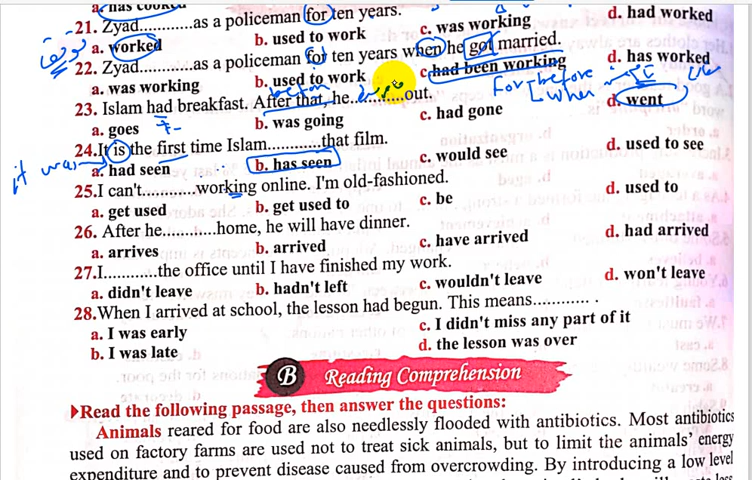 a. has cooked
21. Zyad............as a policeman for ten years.
a. worked b. used to work c. was working d. had worked
22. Zyad............as a policeman for ten years when he got married.
a. was working b. used to work c. had been working d. has worked
before
For [before
[when
23. Islam had breakfast. After that, he............out.
a. goes b. was going c. had gone d. went
24.It is the first time Islam............that film.
it was
a. had seen b. has seen c. would see d. used to see
25.I can't............working online. I'm old-fashioned.
a. get used b. get used to c. be d. used to
26. After he............home, he will have dinner.
a. arrives b. arrived c. have arrived d. had arrived
27.I............the office until I have finished my work.
a. didn't leave b. hadn't left c. wouldn't leave d. won't leave
28.When I arrived at school, the lesson had begun. This means............ .
a. I was early c. I didn't miss any part of it
b. I was late d. the lesson was over
B Reading Comprehension
▶Read the following passage, then answer the questions:
Animals reared for food are also needlessly flooded with antibiotics. Most antibiotics
used on factory farms are used not to treat sick animals, but to limit the animals' energy
expenditure and to prevent disease caused from overcrowding. By introducing a low level